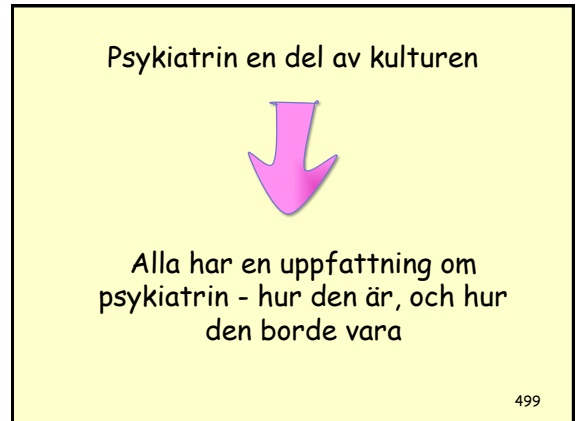 Psykiatrin en del av kulturen
Alla har en uppfattning om
psykiatrin - hur den är, och hur
den borde vara
499